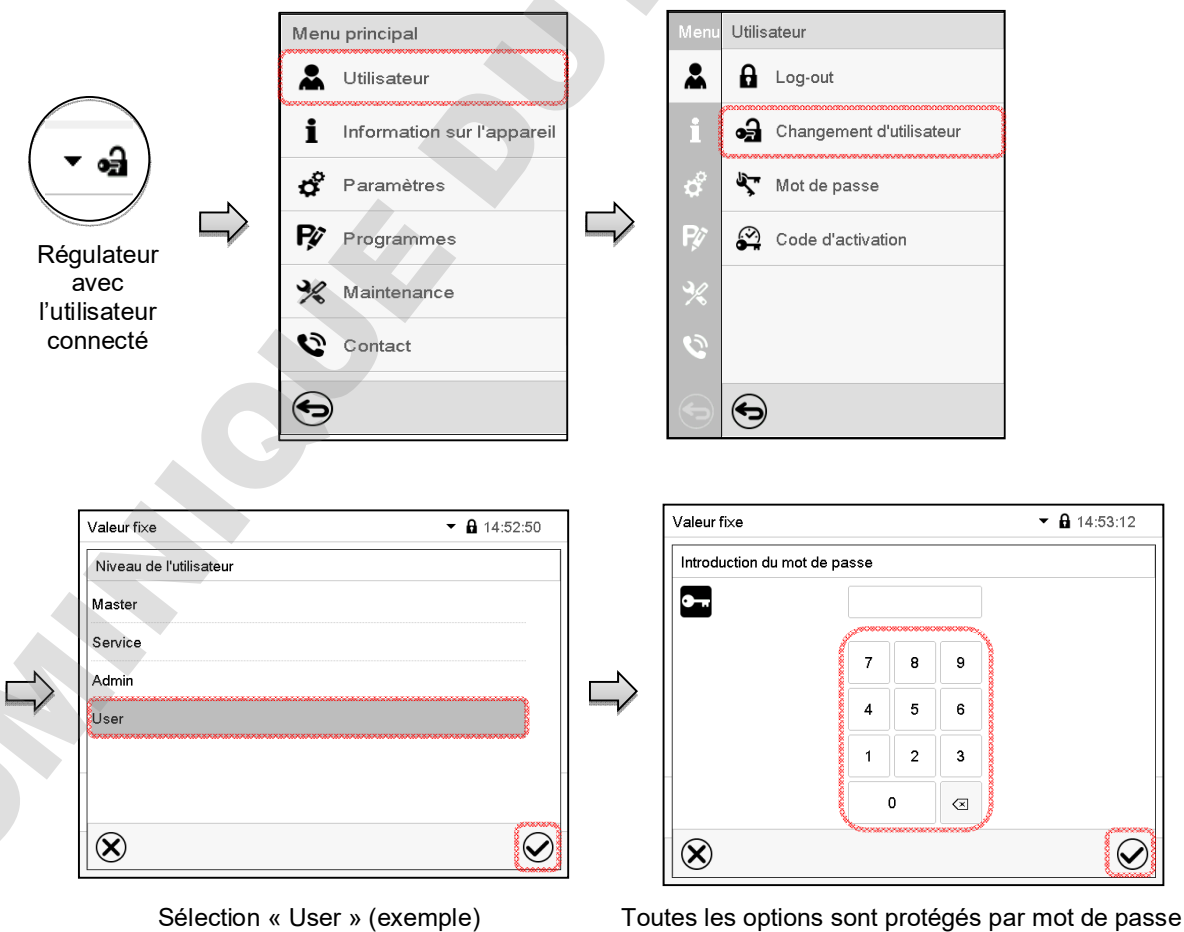 Régulateur
avec
l’utilisateur
connecté
Menu principal
Utilisateur
Information sur l'appareil
Paramètres
Programmes
Maintenance
Contact
Menu
Utilisateur
Log-out
Changement d'utilisateur
Mot de passe
Code d'activation
Valeur fixe
14:52:50
Niveau de l'utilisateur
Master
Service
Admin
User
Sélection « User » (exemple)
Valeur fixe
14:53:12
Introduction du mot de passe
7 8 9
4 5 6
1 2 3
0
Toutes les options sont protégés par mot de passe